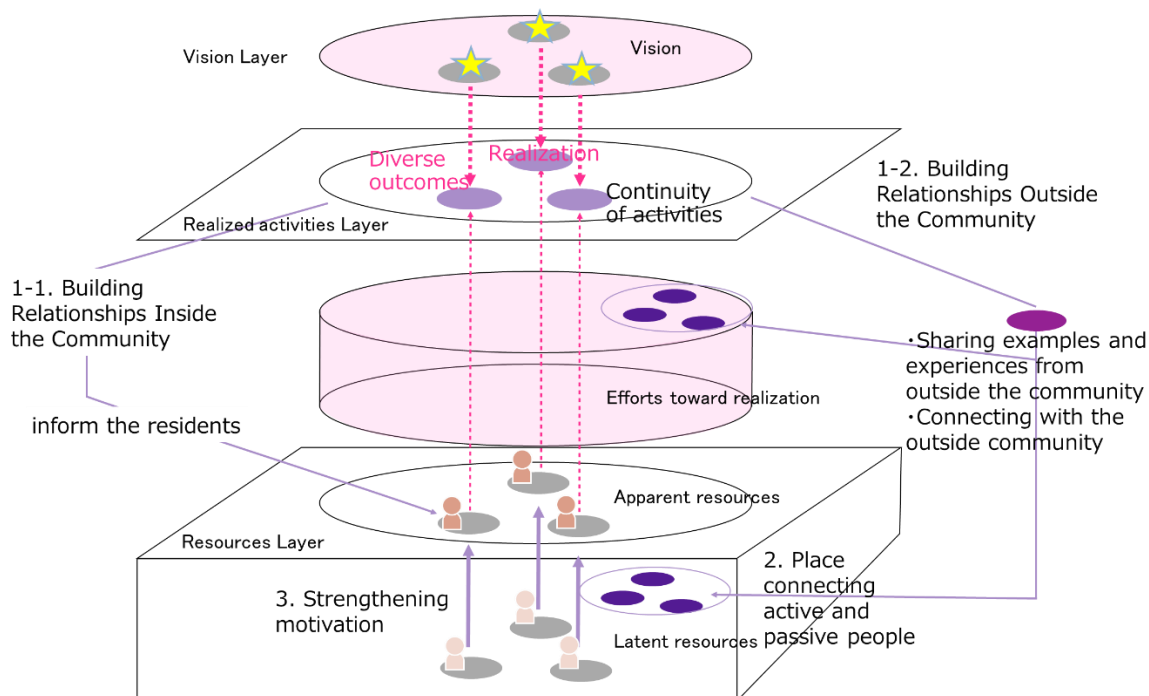 Vision Layer
Vision
Diverse
outcomes
Realization
Continuity
of activities
Realized activities Layer
1-2. Building
Relationships Outside
the Community
1-1. Building
Relationships Inside
the Community
inform the residents
・Sharing examples and
experiences from
outside the community
・Connecting with the
outside community
Efforts toward realization
Apparent resources
Resources Layer
3. Strengthening
motivation
2. Place
connecting
active and
passive people
Latent resources